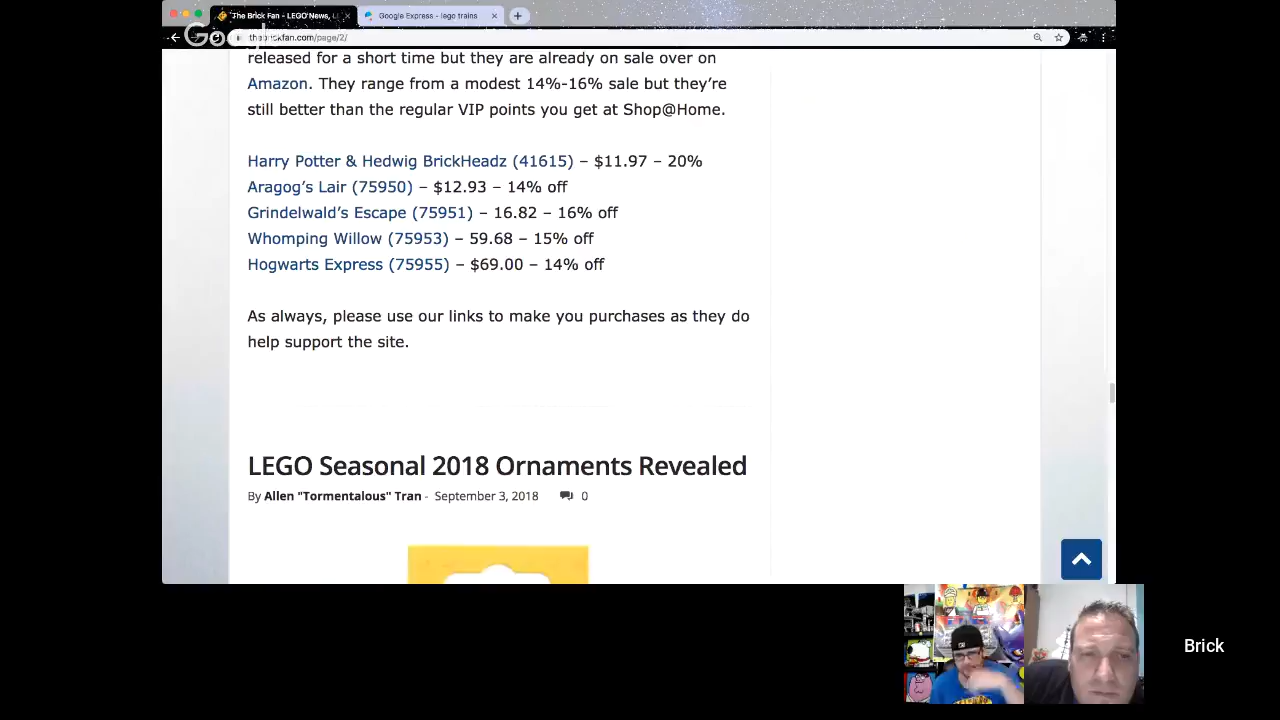 The Brick Fan - LEGO News, L
Google Express - lego trains
Google
thebrickfan.com/page/2/
released for a short time but they are already on sale over on
Amazon. They range from a modest 14%-16% sale but they're
still better than the regular VIP points you get at Shop@Home.
Harry Potter & Hedwig BrickHeadz (41615) – $11.97 – 20%
Aragog's Lair (75950) – $12.93 – 14% off
Grindelwald's Escape (75951) – 16.82 – 16% off
Whomping Willow (75953) – 59.68 – 15% off
Hogwarts Express (75955) – $69.00 – 14% off
As always, please use our links to make you purchases as they do
help support the site.
LEGO Seasonal 2018 Ornaments Revealed
By Allen "Tormentalous" Tran - September 3, 2018 0
Brick